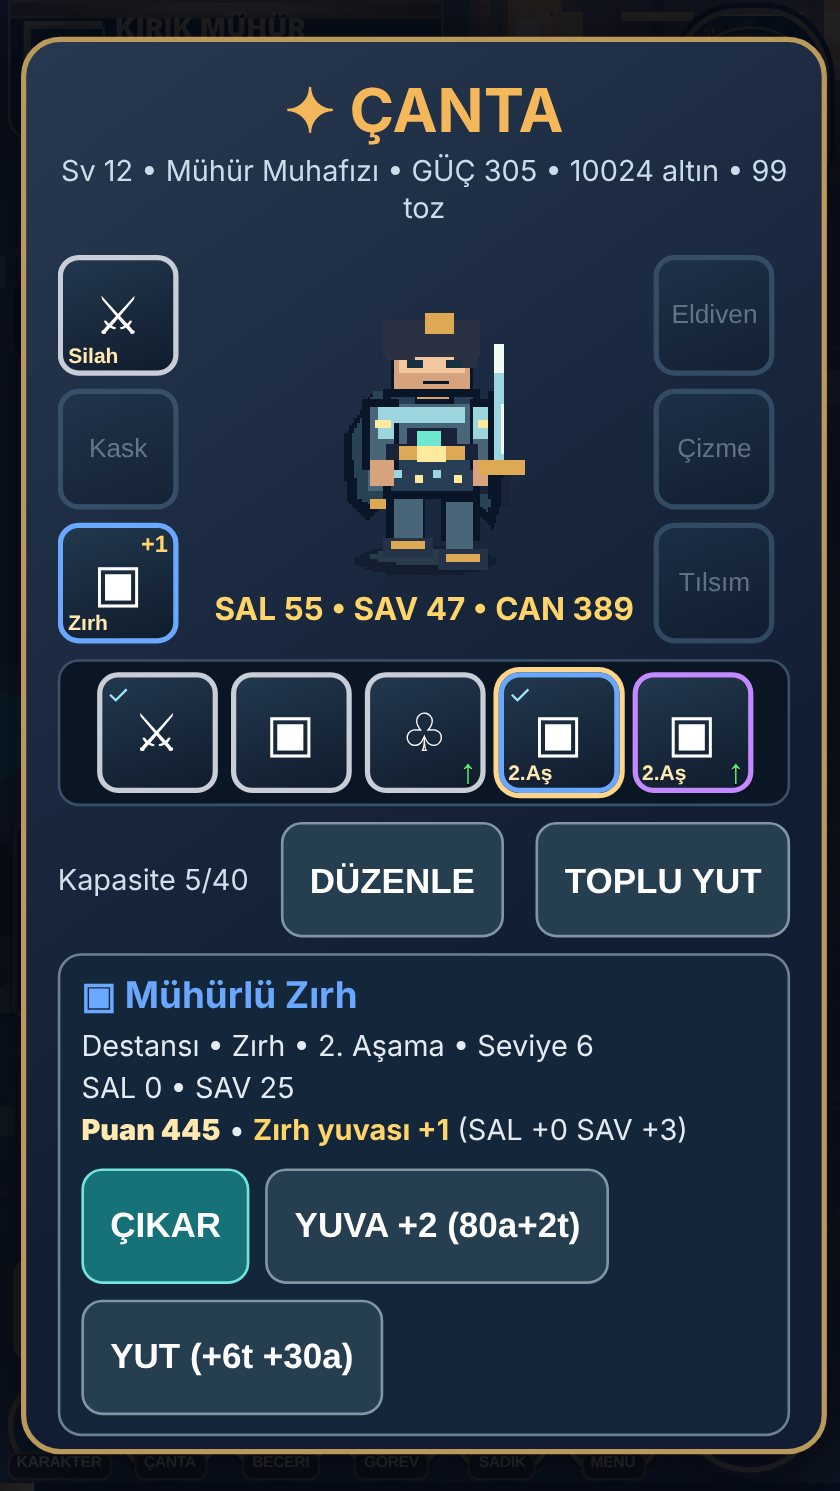 KIRIK MÜHÜR
✦ ÇANTA
Sv 12 • Mühür Muhafızı • GÜÇ 305 • 10024 altın • 99
toz
Silah
Eldiven
Kask
Çizme
+1
Zırh
Tılsım
SAL 55 • SAV 47 • CAN 389
2.Aş
2.Aş
Kapasite 5/40
DÜZENLE
TOPLU YUT
▣ Mühürlü Zırh
Destansı • Zırh • 2. Aşama • Seviye 6
SAL 0 • SAV 25
Puan 445 • Zırh yuvası +1 (SAL +0 SAV +3)
ÇIKAR
YUVA +2 (80a+2t)
YUT (+6t +30a)
KARAKTER ÇANTA BECERİ GÖREV SADIK MENÜ